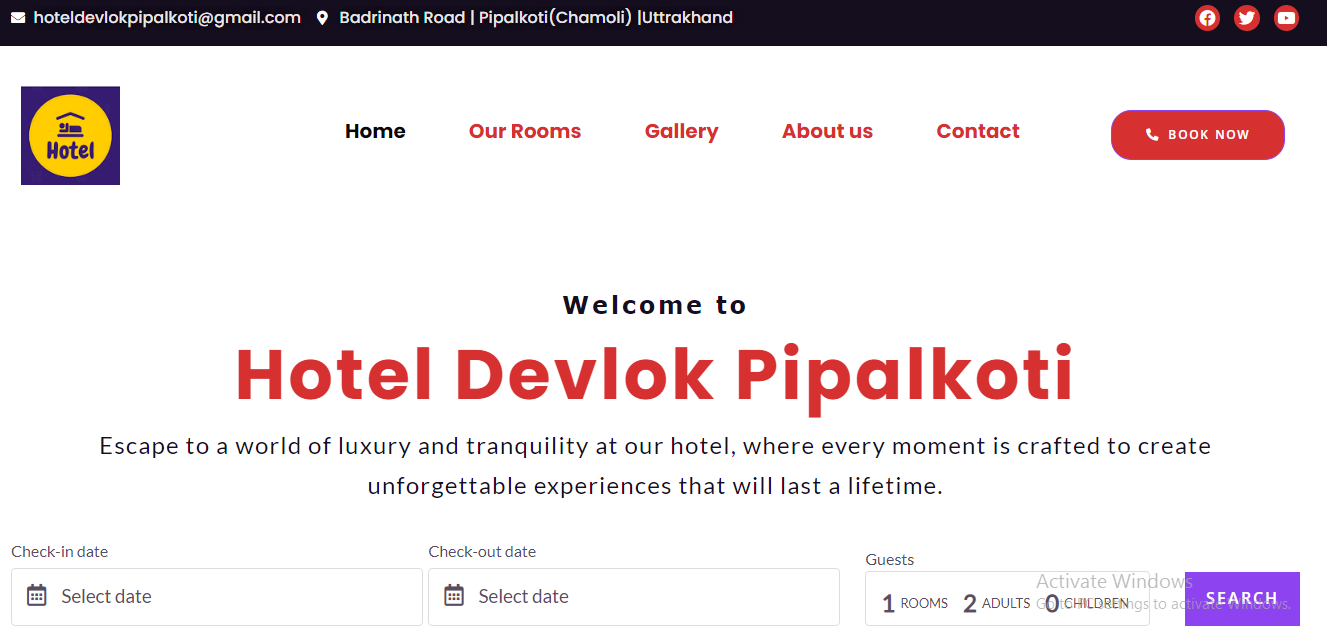 hoteldevlokpipalkoti@gmail.com Badrinath Road | Pipalkoti(Chamoli) |Uttrakhand
Hotel
Home Our Rooms Gallery About us Contact
BOOK NOW
Welcome to
Hotel Devlok Pipalkoti
Escape to a world of luxury and tranquility at our hotel, where every moment is crafted to create
unforgettable experiences that will last a lifetime.
Check-in date Check-out date Guests
Select date Select date 1 ROOMS 2 ADULTS 0 CHILDREN SEARCH
Activate Windows
Go to PC settings to activate Windows.